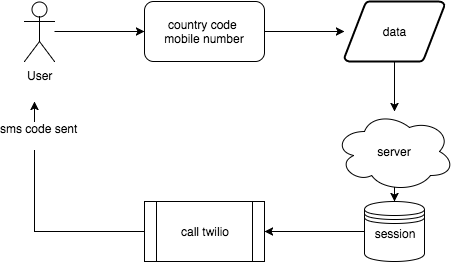 country code
mobile number
data
User
sms code sent
server
call twilio
session